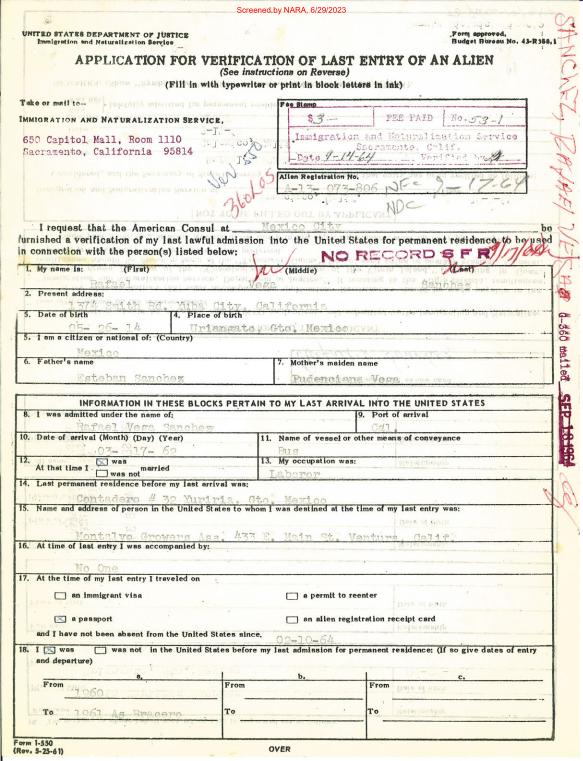 Screened by NARA, 6/29/2023
UNITED STATES DEPARTMENT OF JUSTICE
Immigration and Naturalization Service
Form approved.
Budget Bureau No. 43-R388.1
APPLICATION FOR VERIFICATION OF LAST ENTRY OF AN ALIEN
(See instructions on Reverse)
(Fill in with typewriter or print in block letters in ink)
Take or mail to—
IMMIGRATION AND NATURALIZATION SERVICE,
650 Capitol Mall, Room 1110
Sacramento, California 95814
Fee Stamp
$3— FEE PAID No. 53-1
Immigration and Naturalization Service
Sacramento, Calif.
Date 9-14-64 Verified by
Alien Registration No.
A-13- 073-806
NEC 9-17-64
NDC
360LOS
I request that the American Consul at Mexico City be
furnished a verification of my last lawful admission into the United States for permanent residence, to be used
in connection with the person(s) listed below:
NO RECORD S F R
1. My name is: (First) (Middle) (Last)
Rafael Vega Sanchez
2. Present address:
1374 Smith Rd. Yuba City, California
3. Date of birth 4. Place of birth
05- 06- 14 Uriangato, Gto. Mexico
5. I am a citizen or national of: (Country)
Mexico
6. Father's name 7. Mother's maiden name
Esteban Sanchez Pudenciana Vega
INFORMATION IN THESE BLOCKS PERTAIN TO MY LAST ARRIVAL INTO THE UNITED STATES
8. I was admitted under the name of: 9. Port of arrival
Rafael Vega Sanchez Cal.
10. Date of arrival (Month) (Day) (Year) 11. Name of vessel or other means of conveyance
03- 17- 62 Bus
12. At that time I was married
was not
13. My occupation was:
Laborer
14. Last permanent residence before my last arrival was:
Contadero # 32 Yuriria, Gto. Mexico
15. Name and address of person in the United States to whom I was destined at the time of my last entry was:
Montalvo Growers Ass. 433 E. Main St. Ventura, Calif.
16. At time of last entry I was accompanied by:
No One
17. At the time of my last entry I traveled on
an immigrant visa a permit to reenter
a passport an alien registration receipt card
and I have not been absent from the United States since, 02-10-64
18. I was was not in the United States before my last admission for permanent residence: (If so give dates of entry
and departure)
a. b. c.
From 1960 From From
To 1961 As Bracero To To
Form I-550
(Rev. 5-25-61)
OVER
SANCHEZ, RAFAEL VEGA
G-360 mailed SEP 18 1964